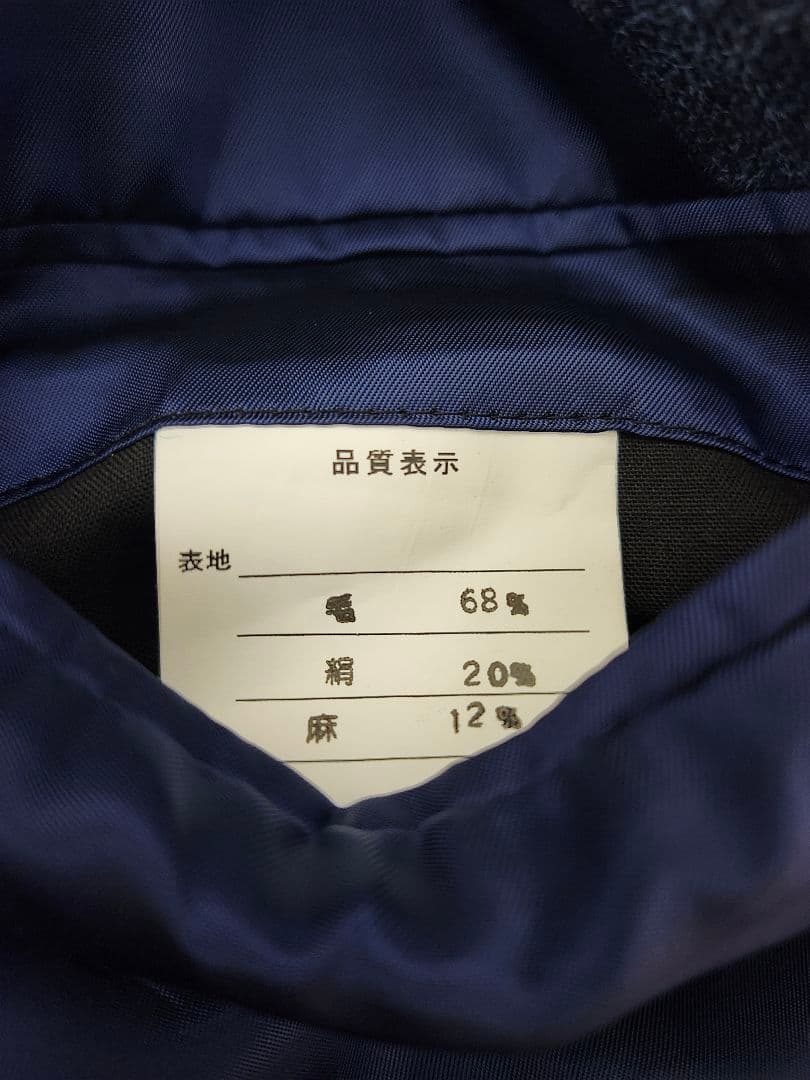 品質表示
表地
毛 68%
絹 20%
麻 12%